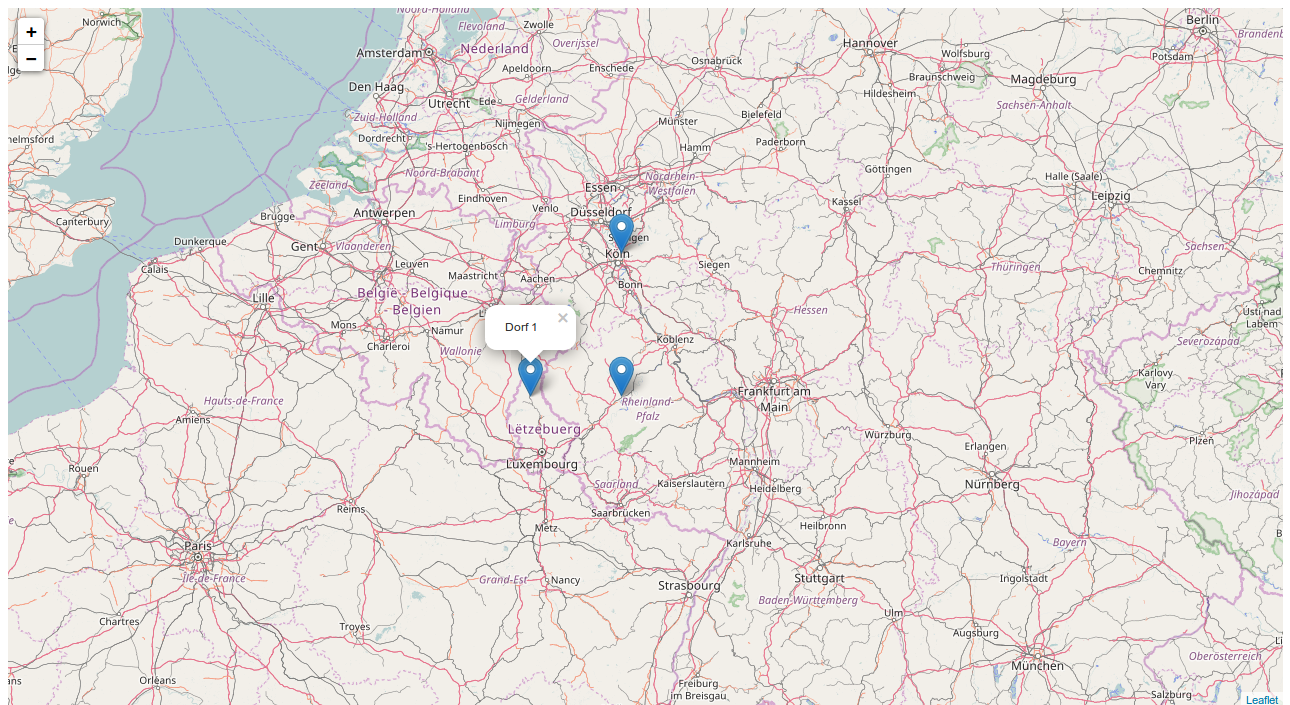 +
−
Norwich
Noord-Holland
Flevoland
Zwolle
Berlin
Brandenb
Amsterdam
Nederland
Overijssel
Hannover
Wolfsburg
Potsdam
Osnabrück
Apeldoorn
Enschede
Braunschweig
Magdeburg
Den Haag
Utrecht
Ede
Gelderland
Hildesheim
Sachsen-Anhalt
Zuid-Holland
Nijmegen
Münster
Bielefeld
helmsford
Dordrecht
's-Hertogenbosch
Hamm
Paderborn
Noord-Brabant
Göttingen
Halle (Saale)
Zeeland
Essen
Nordrhein-
Westfalen
Eindhoven
Venlo
Kassel
Leipzig
Canterbury
Brugge
Antwerpen
Düsseldorf
Limburg
Dunkerque
Gent
Vlaanderen
Sachsen
Köln
Calais
Leuven
Maastricht
Aachen
Siegen
Thüringen
Chemnitz
Bonn
Lille
België - Belgique
- Belgien
Hessen
Ústí nad
Labem
Mons
Namur
Dorf 1
×
Charleroi
Wallonie
Koblenz
Severozápad
Karlovy
Vary
Hauts-de-France
Rheinland-
Pfalz
Frankfurt am
Main
Amiens
Lëtzebuerg
Würzburg
Plzeň
Erlangen
Rouen
Luxembourg
Mannheim
Saarland
Kaiserslautern
Heidelberg
Nürnberg
Jihozápad
Reims
Saarbrücken
Metz
Heilbronn
Paris
Karlsruhe
Bayern
Île-de-France
Grand-Est
Nancy
Strasbourg
Stuttgart
Ingolstadt
Baden-Württemberg
Chartres
Troyes
Ulm
Augsburg
Oberösterreich
München
Orléans
Freiburg
im Breisgau
Salzburg
Leaflet